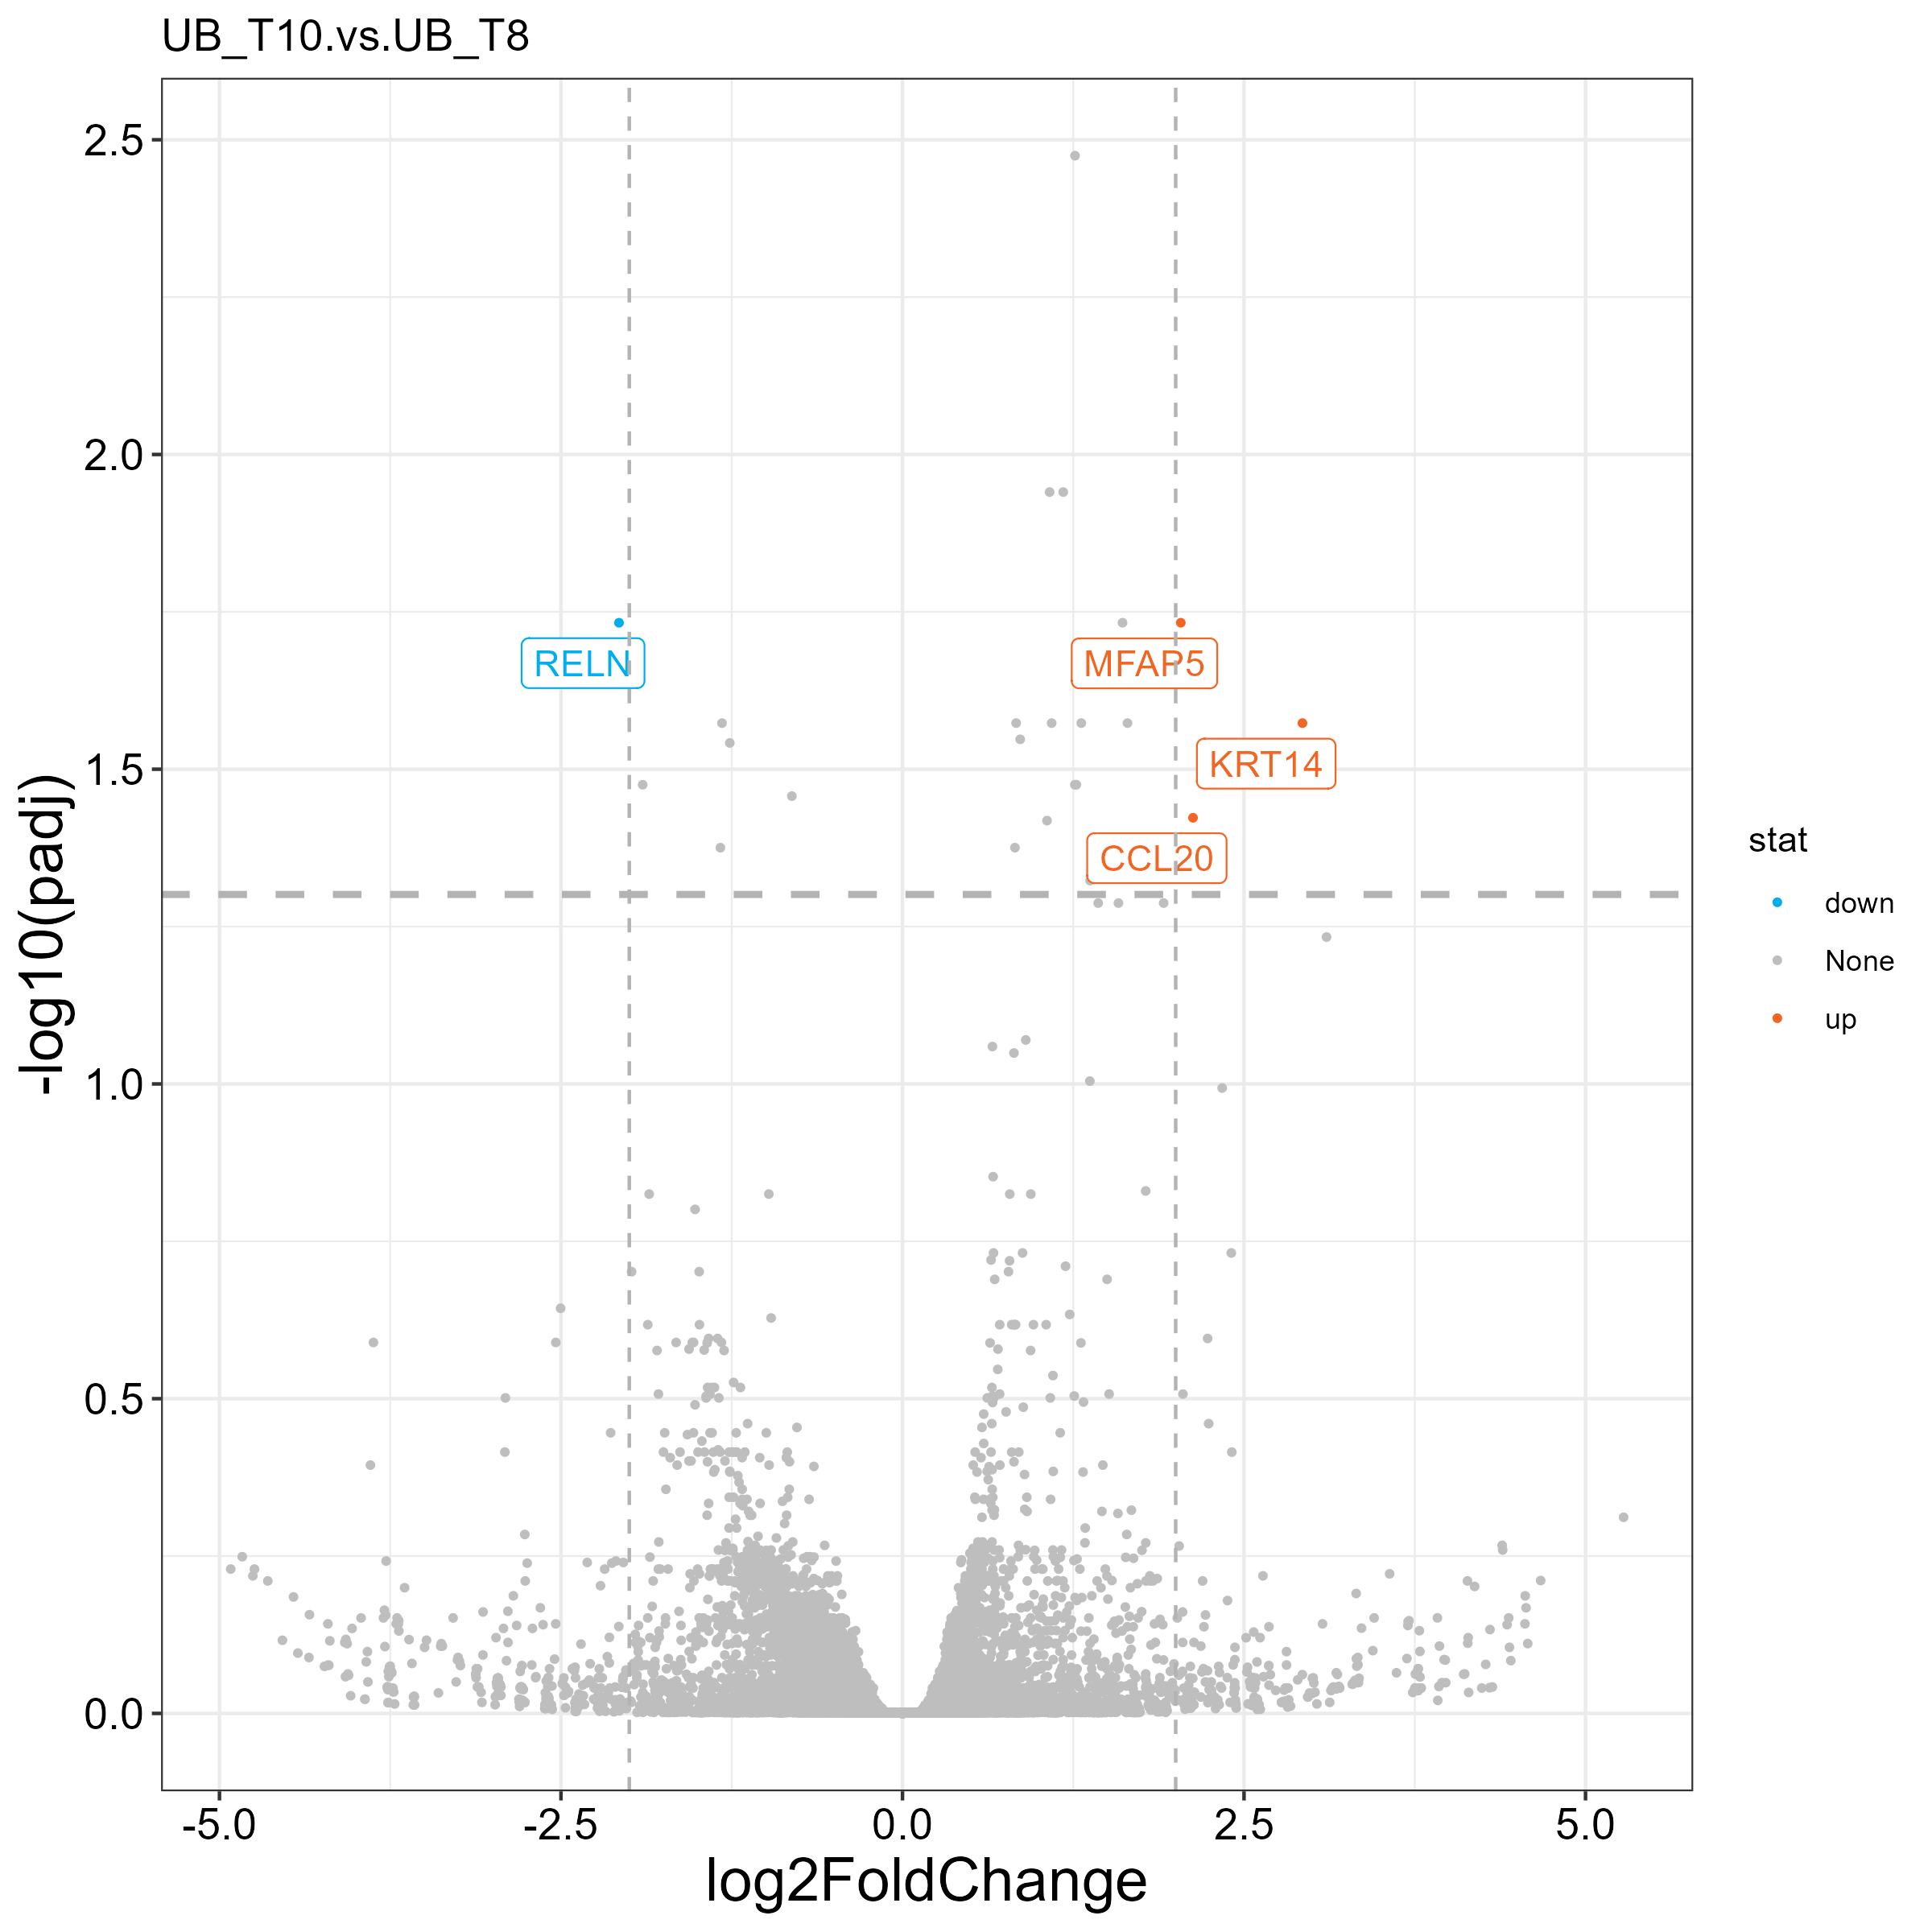 UB_T10.vs.UB_T8
2.5
2.0
1.5
1.0
0.5
0.0
-log10(padj)
RELN
MFAP5
KRT14
CCL20
stat
down
None
up
-5.0 -2.5 0.0 2.5 5.0
log2FoldChange